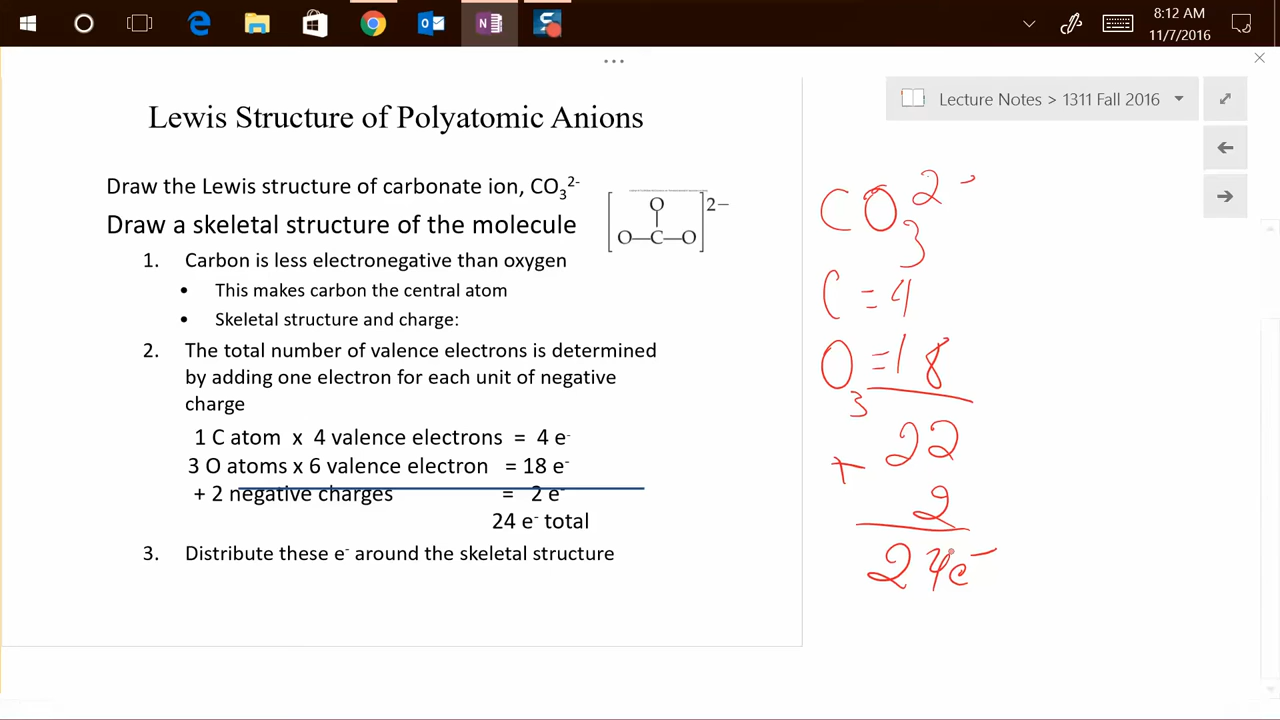 8:12 AM
11/7/2016
Lecture Notes > 1311 Fall 2016
Lewis Structure of Polyatomic Anions
Draw the Lewis structure of carbonate ion, CO₃²⁻
Draw a skeletal structure of the molecule
O
O—C—O
2−
1. Carbon is less electronegative than oxygen
• This makes carbon the central atom
• Skeletal structure and charge:
2. The total number of valence electrons is determined
by adding one electron for each unit of negative
charge
1 C atom x 4 valence electrons = 4 e⁻
3 O atoms x 6 valence electron = 18 e⁻
+ 2 negative charges = 2 e⁻
24 e⁻ total
3. Distribute these e⁻ around the skeletal structure
CO₃²⁻
C = 4
O₃ = 18
22
+ 2
24e⁻